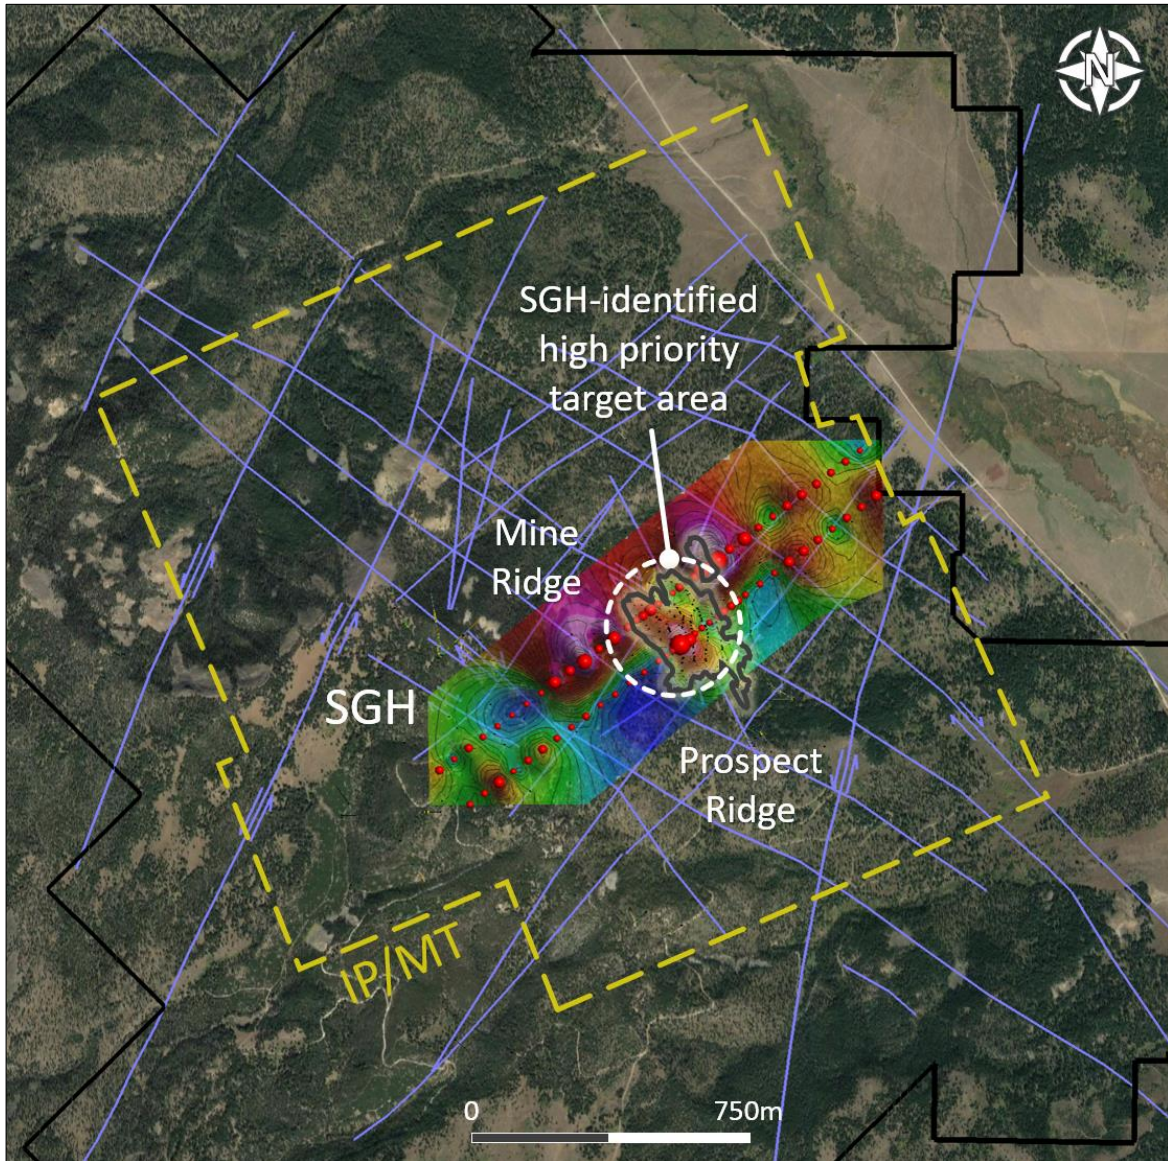 N
SGH-identified
high priority
target area
Mine
Ridge
SGH
Prospect
Ridge
IP/MT
0 750m